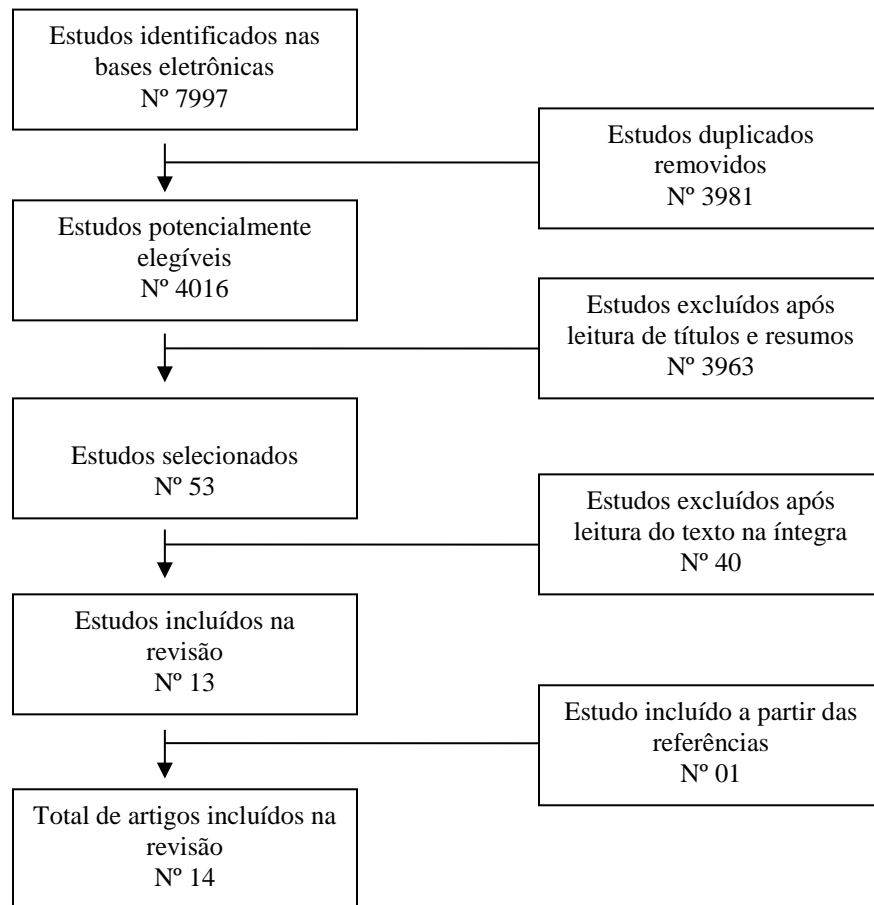 Estudos identificados nas
bases eletrônicas
Nº 7997
Estudos duplicados
removidos
Nº 3981
Estudos potencialmente
elegíveis
Nº 4016
Estudos excluídos após
leitura de títulos e resumos
Nº 3963
Estudos selecionados
Nº 53
Estudos excluídos após
leitura do texto na íntegra
Nº 40
Estudos incluídos na
revisão
Nº 13
Estudo incluído a partir das
referências
Nº 01
Total de artigos incluídos na
revisão
Nº 14